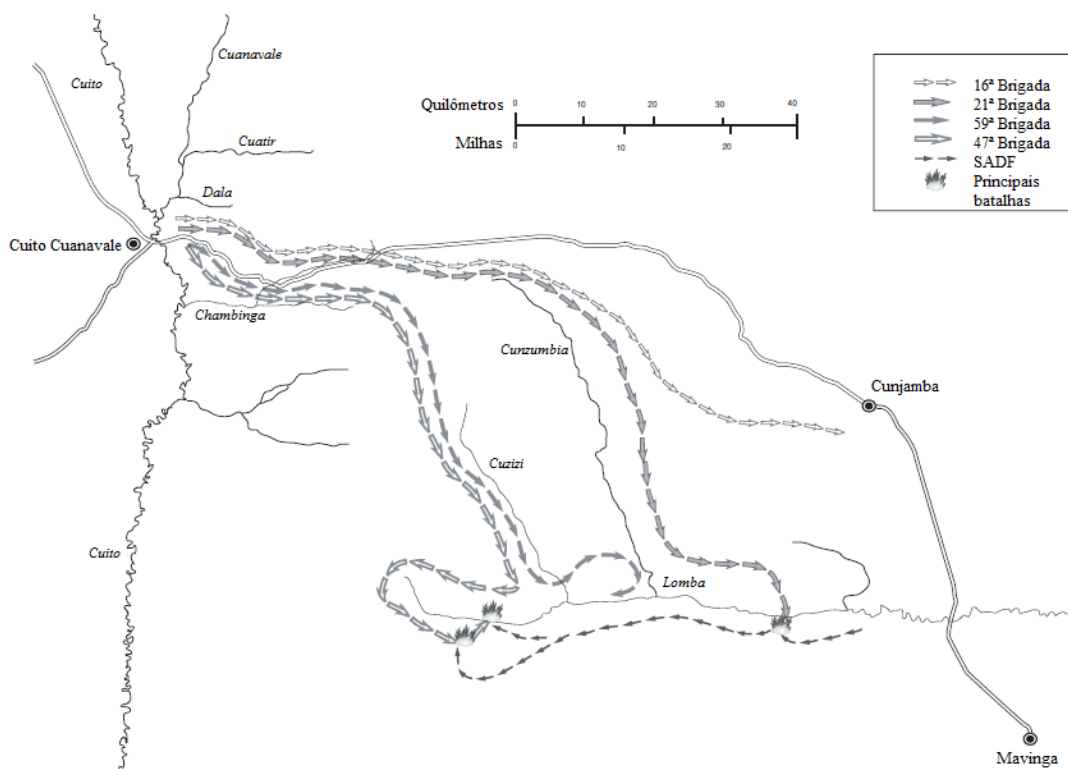 Cuanavale
Cuito
Cuatir
Dala
Cuito Cuanavale
Chambinga
Cunzumbia
Cunjamba
Cuzizi
Cuito
Lomba
Mavinga
Quilômetros
0 10 20 30 40
Milhas
0 10 20
16ª Brigada
21ª Brigada
59ª Brigada
47ª Brigada
SADF
Principais
batalhas